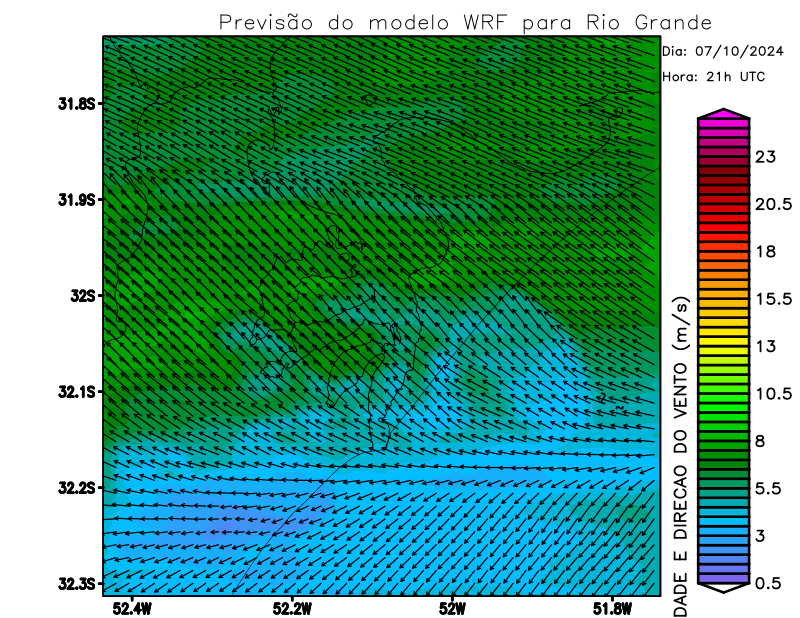 Previsão do modelo WRF para Rio Grande
Dia: 07/10/2024
Hora: 21h UTC
31.8S
31.9S
32S
32.1S
32.2S
32.3S
52.4W
52.2W
52W
51.8W
DADE E DIRECAO DO VENTO (m/s)
23
20.5
18
15.5
13
10.5
8
5.5
3
0.5